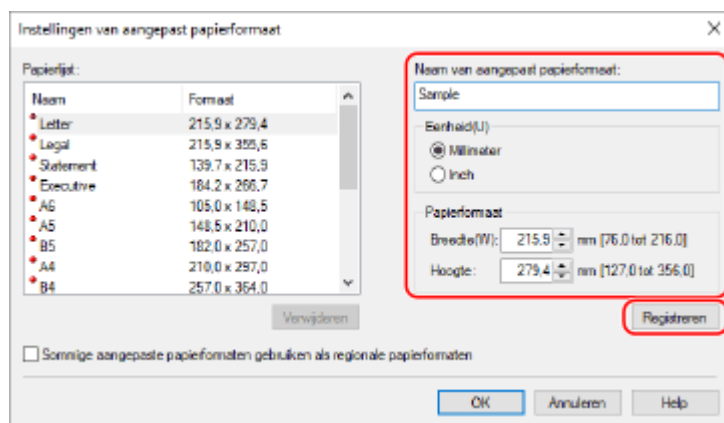 Instellingen van aangepast papierformaat
Papierlijst:
Naam Formaat
Letter 215,9 x 279,4
Legal 215,9 x 355,6
Statement 139,7 x 215,9
Executive 184,2 x 266,7
A6 105,0 x 148,5
A5 148,5 x 210,0
B5 182,0 x 257,0
A4 210,0 x 297,0
B4 257,0 x 364,0
Verwijderen
Naam van aangepast papierformaat:
Sample
Eenheid(U)
Millimeter
Inch
Papierformaat
Breedte(W): 215,9 mm [76,0 tot 216,0]
Hoogte: 279,4 mm [127,0 tot 356,0]
Registreren
Sommige aangepaste papierformaten gebruiken als regionale papierformaten
OK Annuleren Help